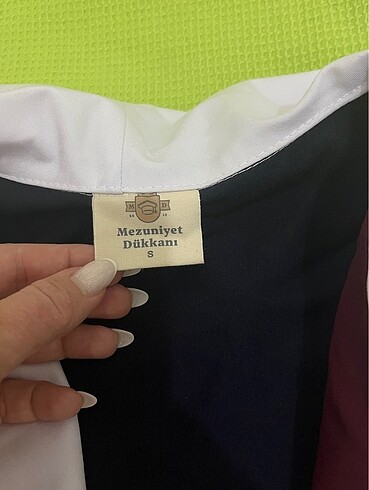 M D
Mezuniyet
Dükkanı
S